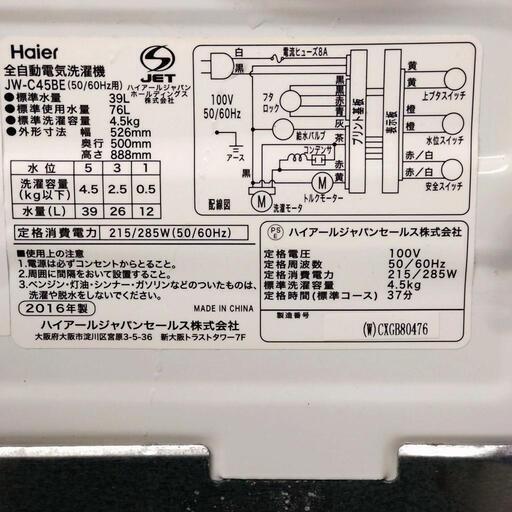 Haier
JET
全自動電気洗濯機
JW-C45BE(50/60Hz用)
ハイアールジャパン
ホールディングス
株式会社
●標準水量 39L
●標準使用水量 76L
●標準洗濯容量 4.5kg
●外形寸法 幅 526mm
奥行 500mm
高さ 888mm
水位 5 3 1
洗濯容量(kg以下) 4.5 2.5 0.5
水量(L) 39 26 12
定格消費電力 215/285W(50/60Hz)
白
電流ヒューズ8A
黒
100V
50/60Hz
アース
フタロック
給水バルブ
コンデンサ
黒
黒
赤
青
灰
茶
プリント基板
表示板
黄
黄
上ブタスイッチ
橙
橙
水位スイッチ
赤/白
赤/白
安全スイッチ
配線図
M
洗濯モータ
M
トルクモータ
■使用上の注意
1.電源は必ずコンセントからとること。
2.周囲に間隔をおいて設置すること。
3.ベンジン・灯油・シンナー・ガソリンなどのついたものは、
洗濯や脱水をしないでください。
2016年製
MADE IN CHINA
ハイアールジャパンセールス株式会社
大阪府大阪市淀川区宮原3-5-36 新大阪トラストタワー7F
PSE
ハイアールジャパンセールス株式会社
定格電圧: 100V
定格周波数: 50/60Hz
定格消費電力: 215/285W
標準洗濯容量: 4.5kg
定格時間(標準コース) 37分
製造番号:
(W)CXGB80476